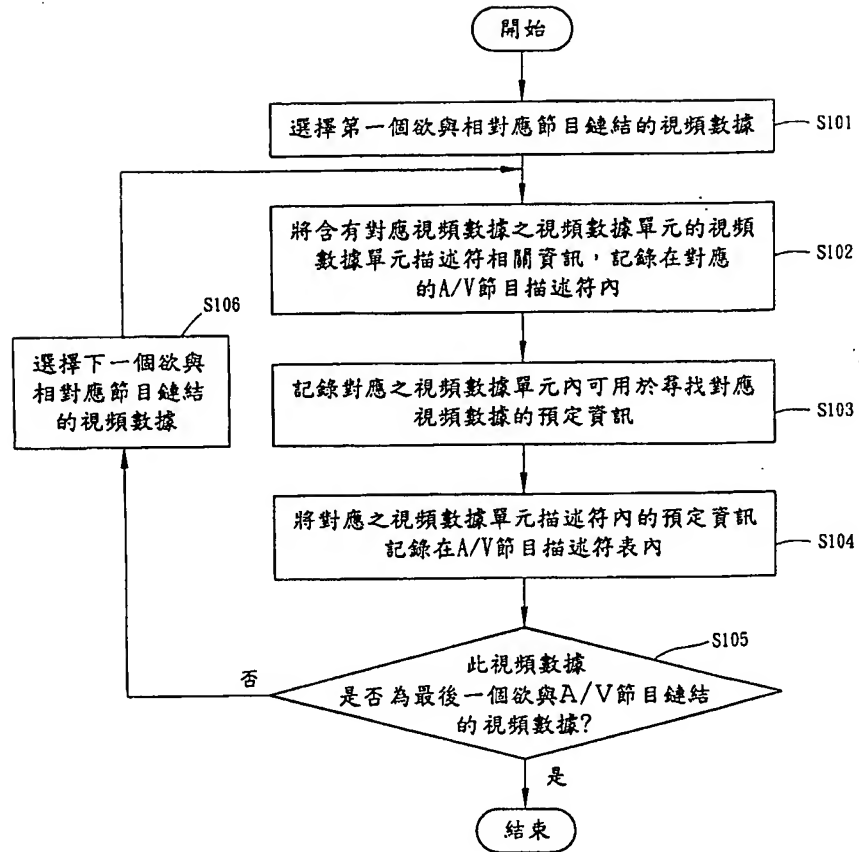 開始
選擇第一個欲與相對應節目鏈結的視頻數據
S101
將含有對應視頻數據之視頻數據單元的視頻
數據單元描述符相關資訊，記錄在對應
的A/V節目描述符內
S102
S106
選擇下一個欲與
相對應節目鏈結
的視頻數據
記錄對應之視頻數據單元內可用於尋找對應
視頻數據的預定資訊
S103
將對應之視頻數據單元描述符內的預定資訊
記錄在A/V節目描述符表內
S104
S105
此視頻數據
是否為最後一個欲與A/V節目鏈結
的視頻數據?
否
是
結束